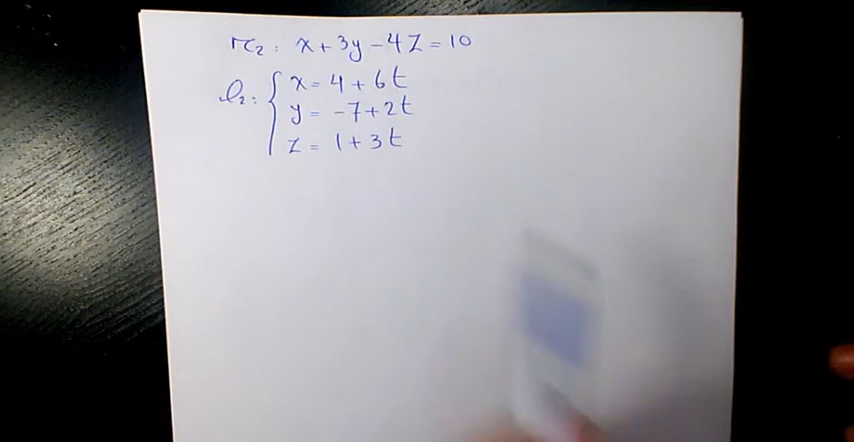 π₂: x + 3y - 4z = 10
l₂: { x = 4 + 6t
y = -7 + 2t
z = 1 + 3t